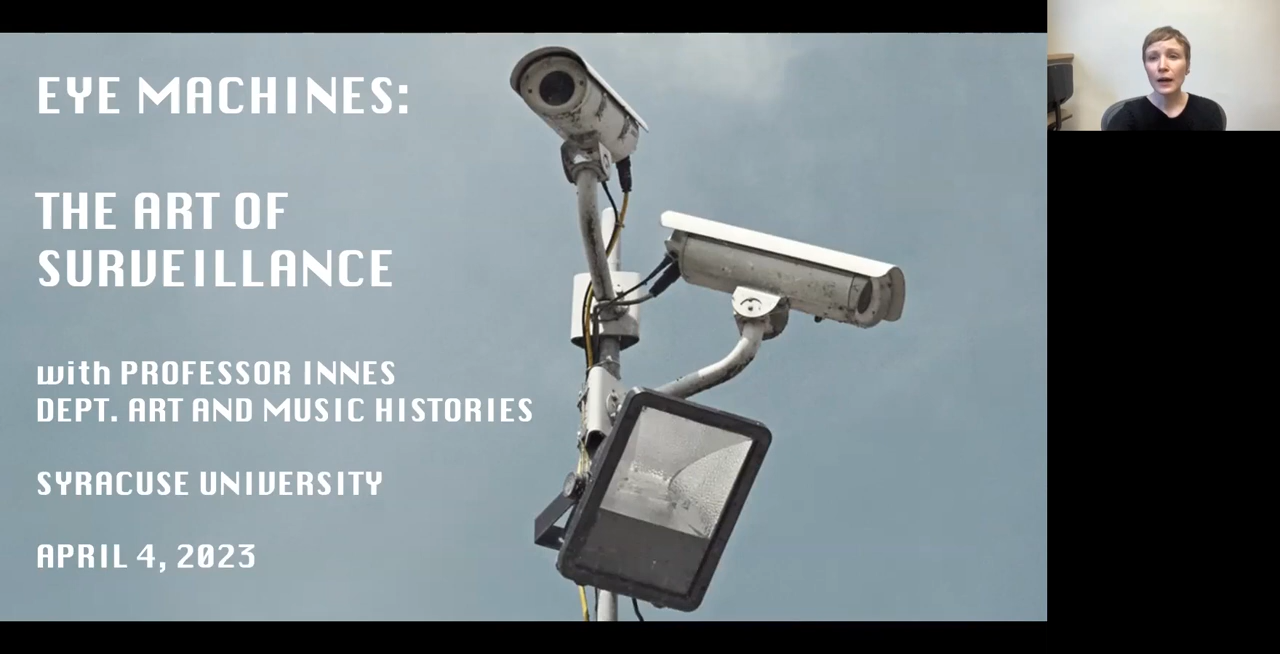 EYE MACHINES:
THE ART OF
SURVEILLANCE
with PROFESSOR INNES
DEPT. ART AND MUSIC HISTORIES
SYRACUSE UNIVERSITY
APRIL 4, 2023